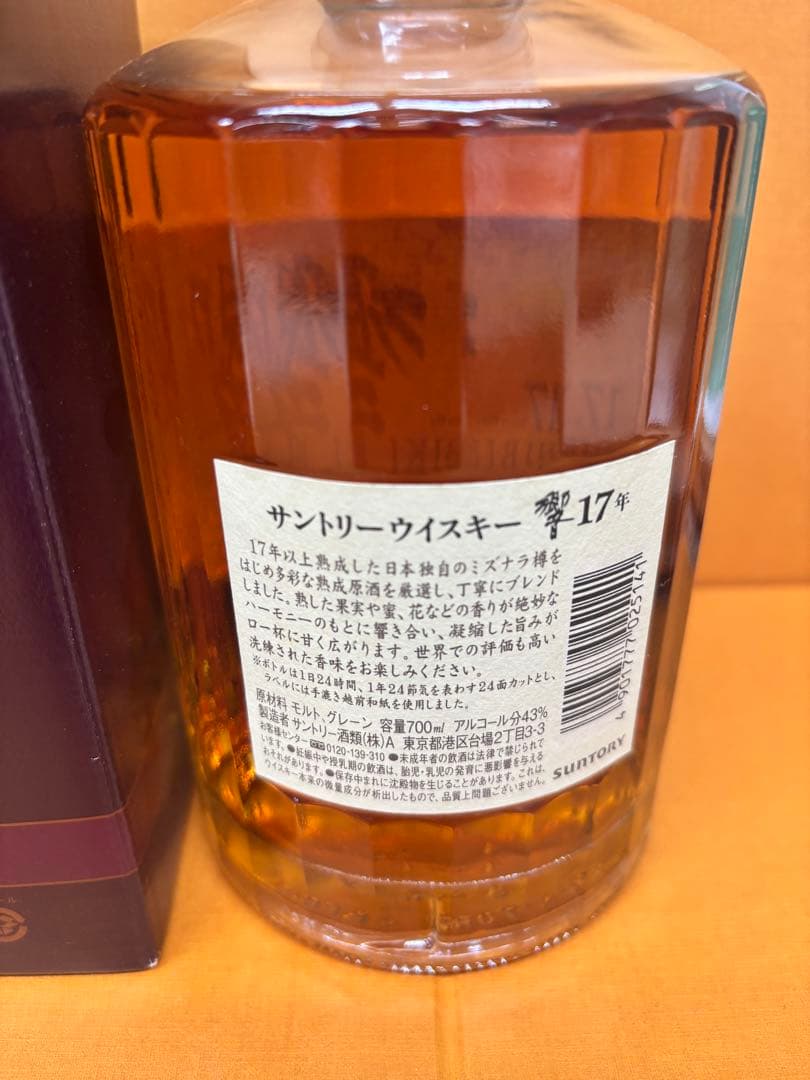 サントリーウイスキー 響 17年
17年以上熟成した日本独自のミズナラ樽を
はじめ多彩な熟成原酒を厳選し、丁寧にブレンド
しました。熟した果実や蜜、花などの香りが絶妙な
ハーモニーのもとに響き合い、凝縮した旨みが
口一杯に甘く広がります。世界での評価も高い
洗練された香味をお楽しみください。
※ボトルは1日24時間、1年24節気を表わす24面カットとし、
ラベルには手漉き越前和紙を使用しました。
原材料 モルト、グレーン 容量700ml アルコール分43%
製造者 サントリー酒類(株)A 東京都港区台場2丁目3-3
お客様センター 0120-139-310 ●未成年者の飲酒は法律で禁じられて
います。●妊娠中や授乳期の飲酒は、胎児・乳児の発育に悪影響を与える
おそれがあります。●保存中まれに沈殿物を生じることがあります。これは、
ウイスキー本来の微量成分が析出したもので、品質上問題ございません。
4 901777 025141
SUNTORY